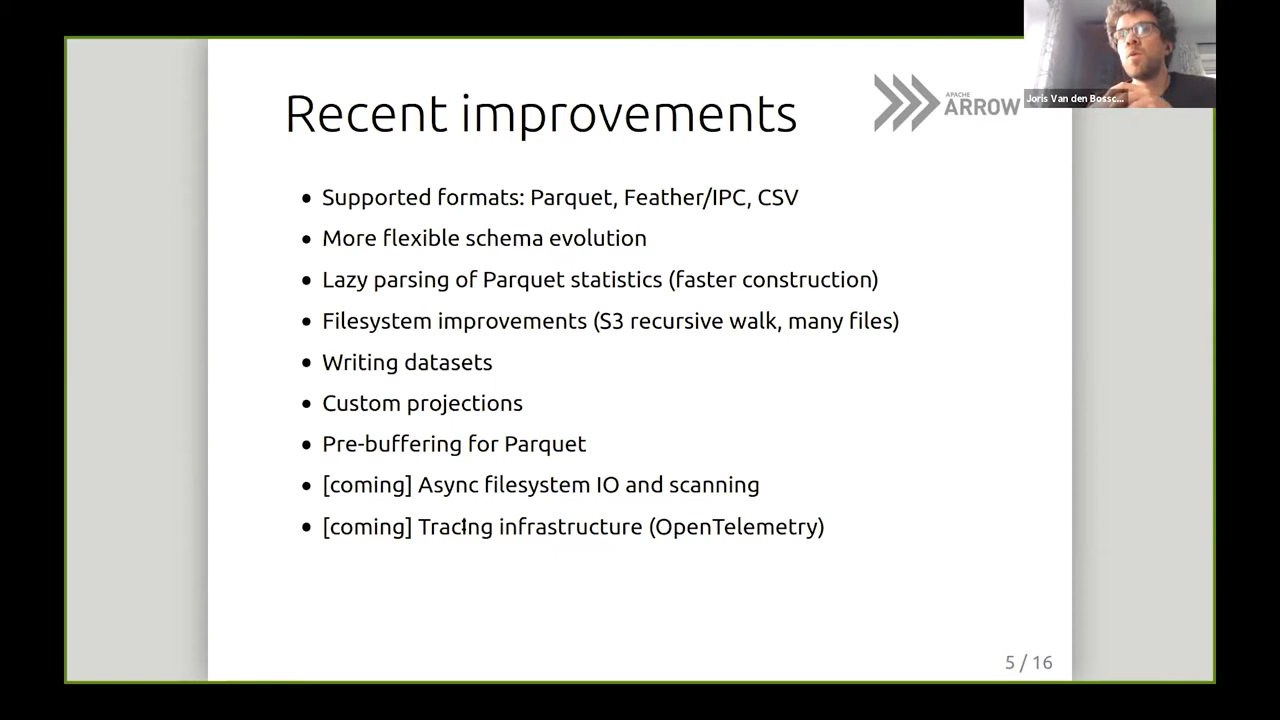 Recent improvements
APACHE
ARROW
Joris Van den Bossc...
• Supported formats: Parquet, Feather/IPC, CSV
• More flexible schema evolution
• Lazy parsing of Parquet statistics (faster construction)
• Filesystem improvements (S3 recursive walk, many files)
• Writing datasets
• Custom projections
• Pre-buffering for Parquet
• [coming] Async filesystem IO and scanning
• [coming] Tracing infrastructure (OpenTelemetry)
5 / 16